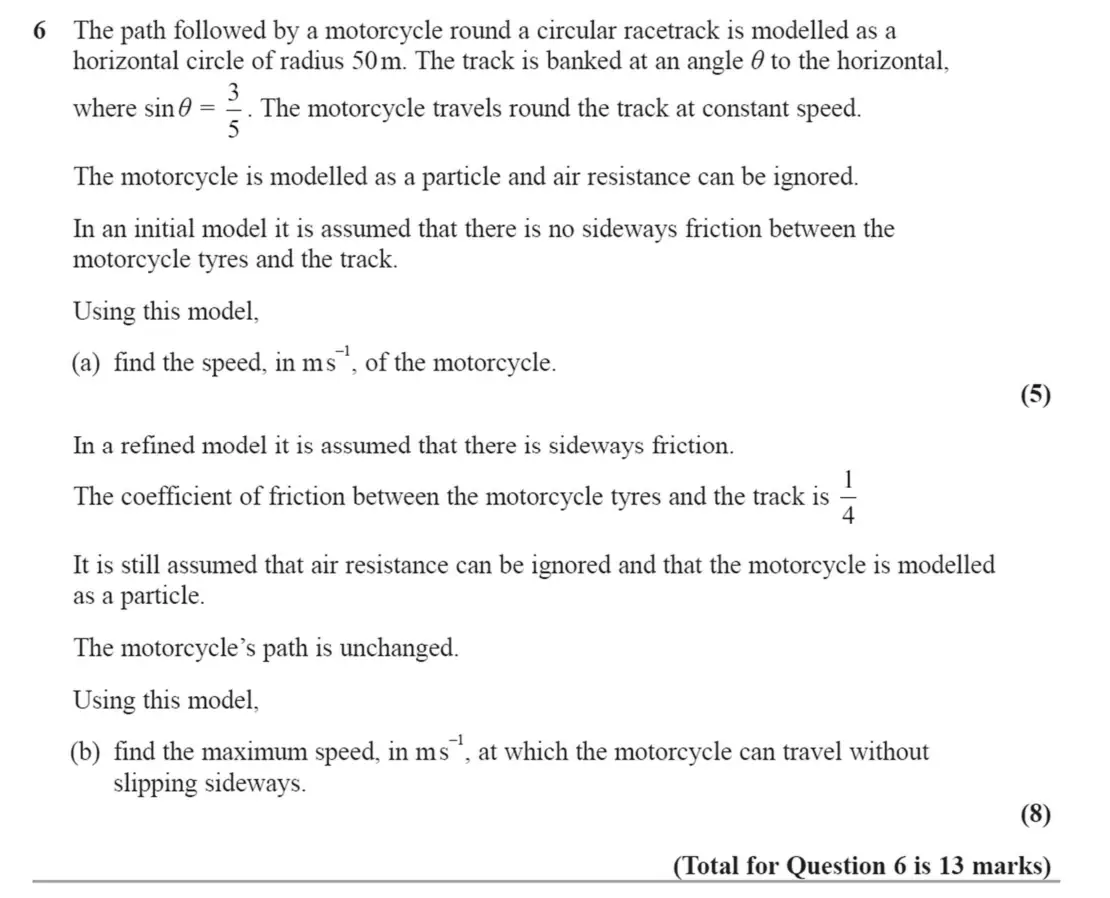 6 The path followed by a motorcycle round a circular racetrack is modelled as a
horizontal circle of radius 50 m. The track is banked at an angle θ to the horizontal,
where sin θ = 3/5. The motorcycle travels round the track at constant speed.
The motorcycle is modelled as a particle and air resistance can be ignored.
In an initial model it is assumed that there is no sideways friction between the
motorcycle tyres and the track.
Using this model,
(a) find the speed, in m s⁻¹, of the motorcycle.
(5)
In a refined model it is assumed that there is sideways friction.
The coefficient of friction between the motorcycle tyres and the track is 1/4
It is still assumed that air resistance can be ignored and that the motorcycle is modelled
as a particle.
The motorcycle’s path is unchanged.
Using this model,
(b) find the maximum speed, in m s⁻¹, at which the motorcycle can travel without
slipping sideways.
(8)
(Total for Question 6 is 13 marks)